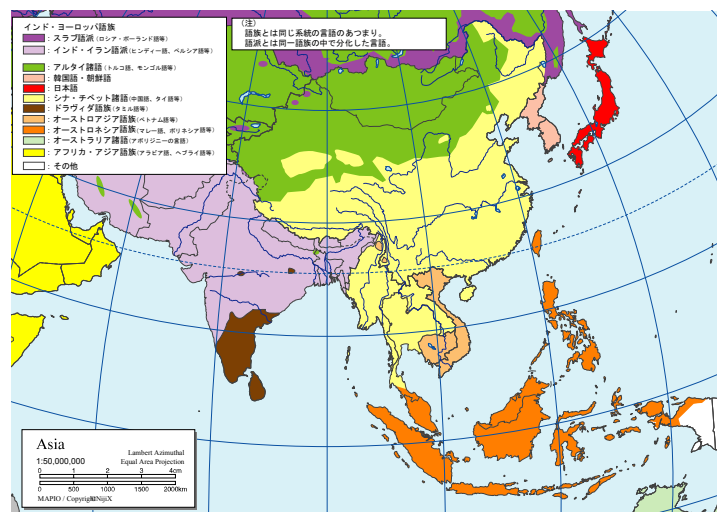 インド・ヨーロッパ語族
：スラブ語派（ロシア・ポーランド語等）
：インド・イラン語派（ヒンディー語、ペルシア語等）
：アルタイ諸語（トルコ語、モンゴル語等）
：韓国語・朝鮮語
：日本語
：シナ・チベット諸語（中国語、タイ語等）
：ドラヴィダ語族（タミル語等）
：オーストロアジア語族（ベトナム語等）
：オーストロネシア語族（マレー語、ポリネシア語等）
：オーストラリア諸語（アボリジニーの言語）
：アフリカ・アジア語族（アラビア語、ヘブライ語等）
：その他
（注）
語族とは同じ系統の言語のあつまり。
語派とは同一語族の中で分化した言語。
Asia
Lambert Azimuthal
Equal Area Projection
1:50,000,000
0 1 2 3 4cm
0 500 1000 1500 2000km
MAPIO / Copyright NijiX